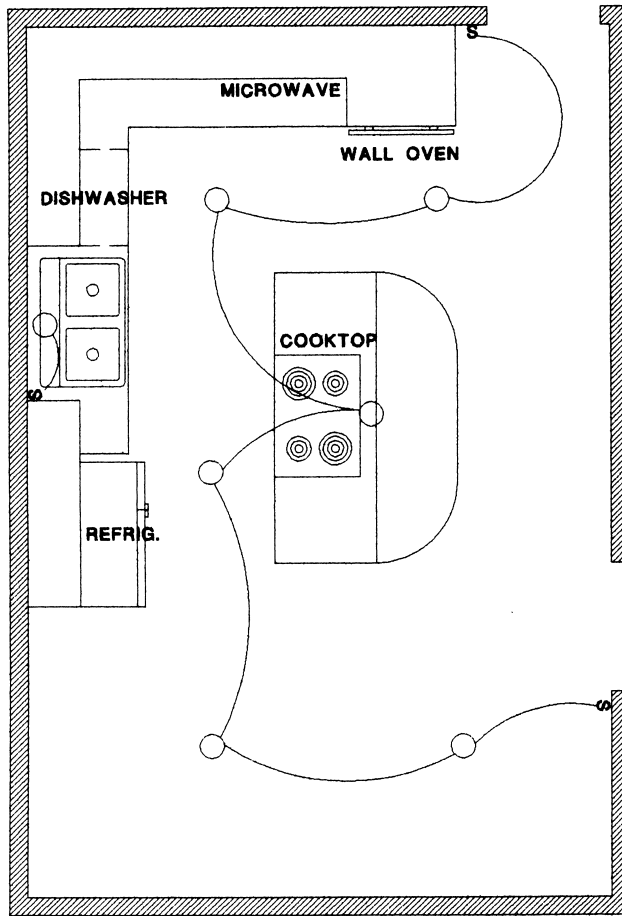 S
MICROWAVE
WALL OVEN
DISHWASHER
COOKTOP
S
REFRIG.
S